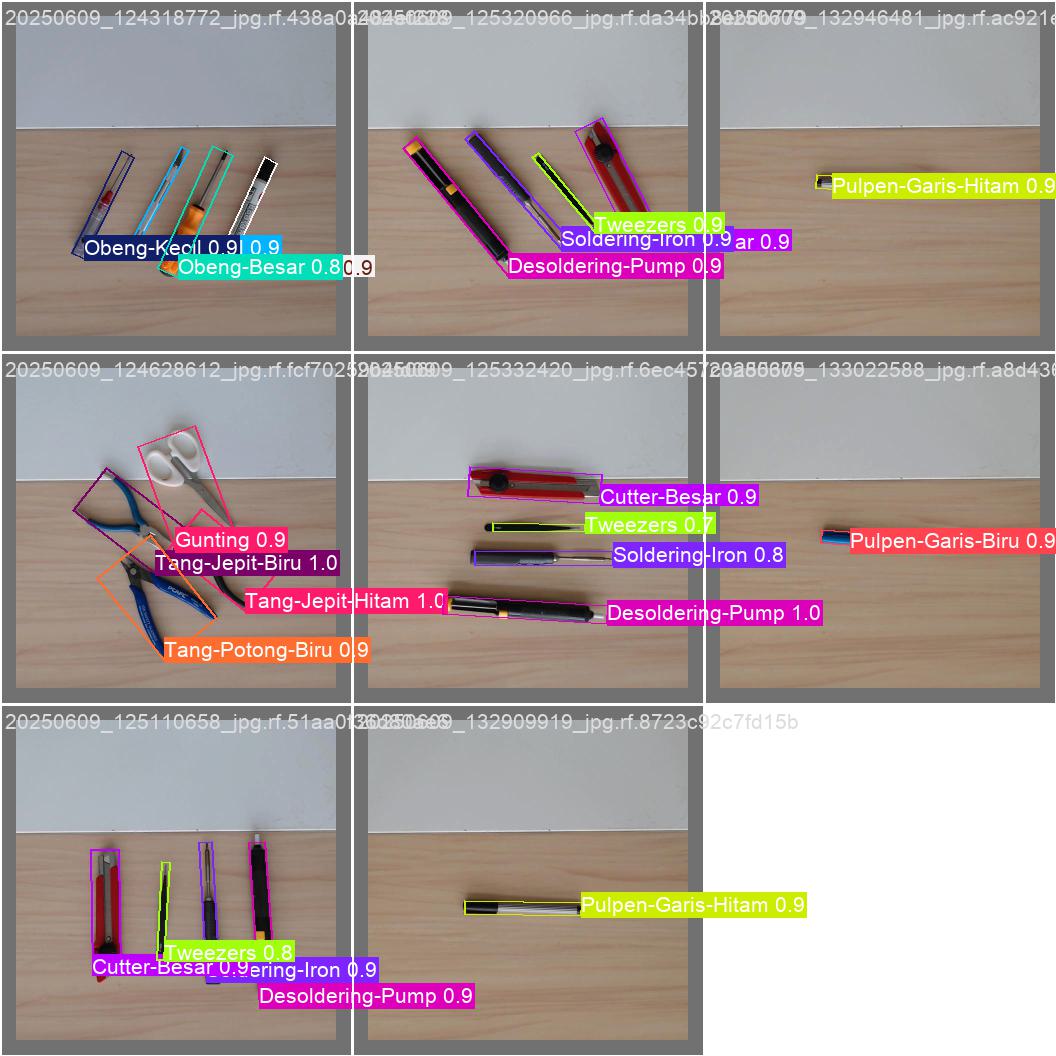 20250609_124318772_jpg.rf.438a0a
20250609_125320966_jpg.rf.da34bb
20250609_132946481_jpg.rf.ac921e
Obeng-Kecil 0.9
0.9
Obeng-Besar 0.8
0.9
Tweezers 0.9
Soldering-Iron 0.9
ar 0.9
Desoldering-Pump 0.9
Pulpen-Garis-Hitam 0.9
20250609_124628612_jpg.rf.fcf7025
20250609_125332420_jpg.rf.6ec457
20250609_133022588_jpg.rf.a8d436
Gunting 0.9
Tang-Jepit-Biru 1.0
Tang-Jepit-Hitam 1.0
Tang-Potong-Biru 0.9
Cutter-Besar 0.9
Tweezers 0.7
Soldering-Iron 0.8
Desoldering-Pump 1.0
Pulpen-Garis-Biru 0.9
20250609_125110658_jpg.rf.51aa0f
20250609_132909919_jpg.rf.8723c92c7fd15b
Tweezers 0.8
Cutter-Besar 0.9
dering-Iron 0.9
Desoldering-Pump 0.9
Pulpen-Garis-Hitam 0.9